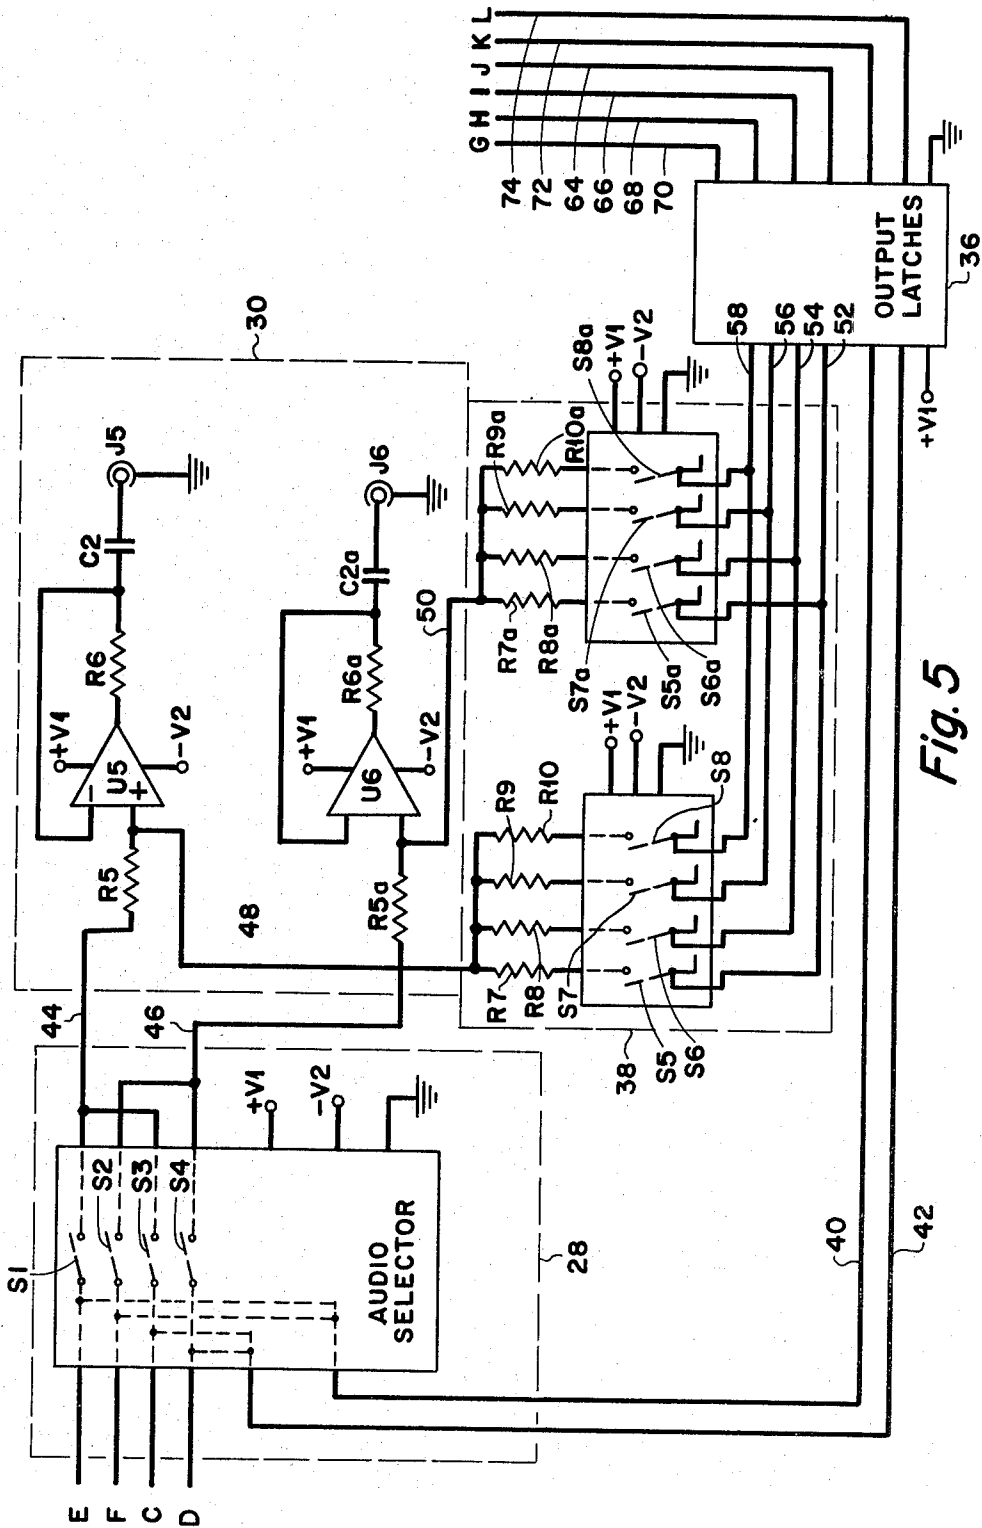 E
F
C
D
S1
S2
S3
S4
AUDIO
SELECTOR
+V1
-V2
28
44
46
40
42
30
R5
48
U5
-
+
+V1
-V2
R6
C2
J5
R5a
U6
+V1
-V2
R6a
C2a
J6
50
R7
R8
R9
R10
S7
S5
S6
S8
38
+V1
-V2
R7a
R8a
R9a
R10a
S7a
S5a
S6a
S8a
+V1
-V2
58
56
54
52
OUTPUT
LATCHES
36
+V1
74
72
64
66
68
70
G
H
I
J
K
L
Fig. 5